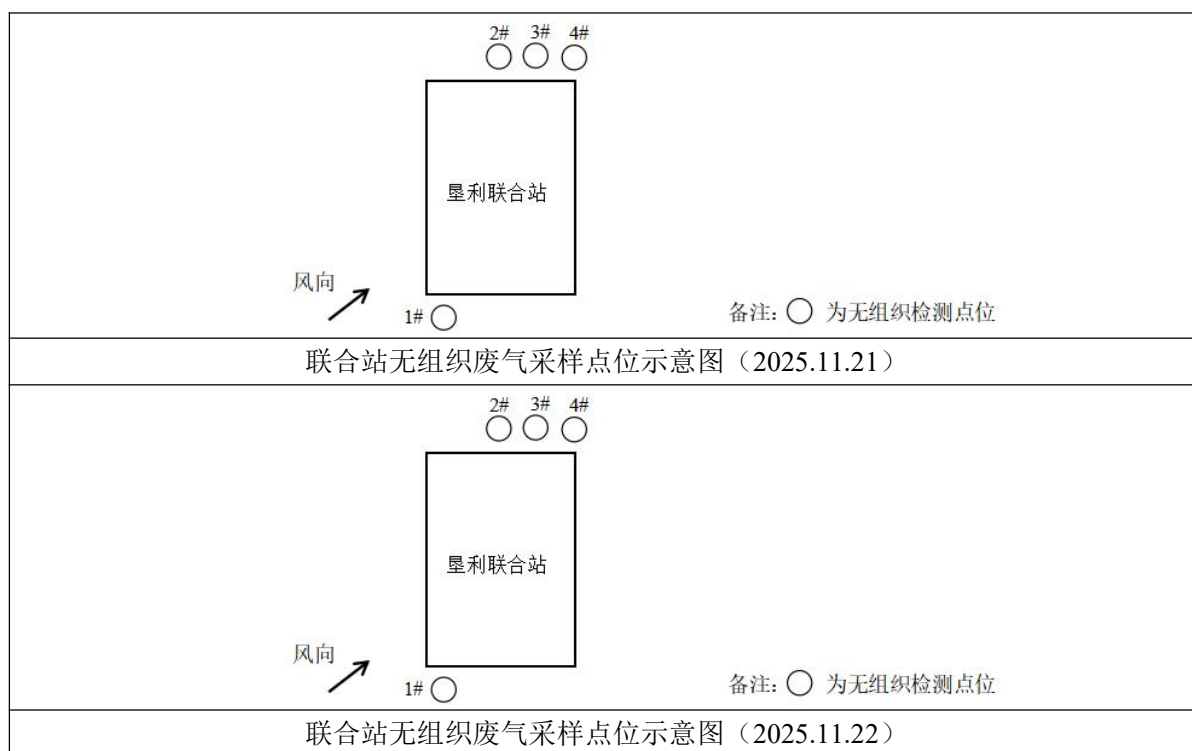 2# 3# 4#
垦利联合站
风向
1#
备注:○ 为无组织检测点位
联合站无组织废气采样点位示意图（2025.11.21）
2# 3# 4#
垦利联合站
风向
1#
备注:○ 为无组织检测点位
联合站无组织废气采样点位示意图（2025.11.22）